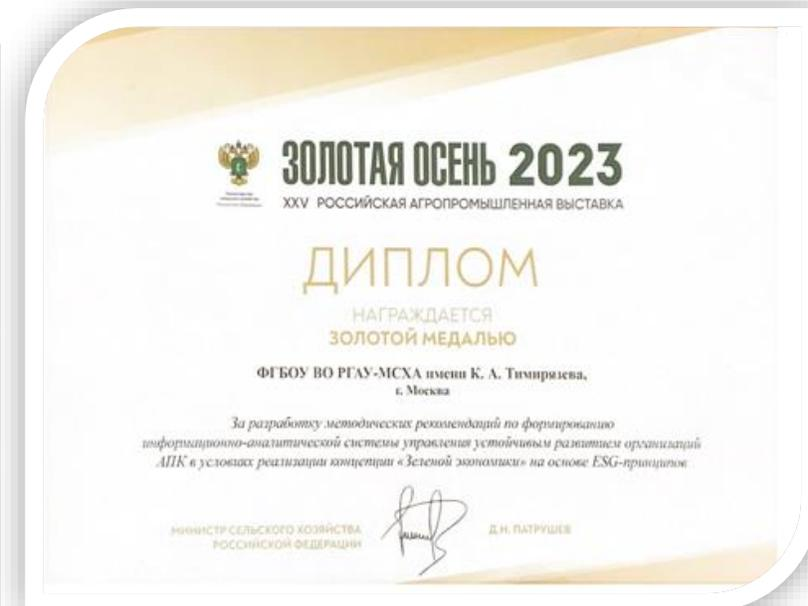 ЗОЛОТАЯ ОСЕНЬ 2023
XXV РОССИЙСКАЯ АГРОПРОМЫШЛЕННАЯ ВЫСТАВКА
ДИПЛОМ
НАГРАЖДАЕТСЯ
ЗОЛОТОЙ МЕДАЛЬЮ
ФГБОУ ВО РГАУ-МСХА имени К. А. Тимирязева,
г. Москва
За разработку методических рекомендаций по формированию
информационно-аналитической системы управления устойчивым развитием организаций
АПК в условиях реализации концепции «Зеленой экономики» на основе ESG-принципов
МИНИСТР СЕЛЬСКОГО ХОЗЯЙСТВА
РОССИЙСКОЙ ФЕДЕРАЦИИ
Д.Н. ПАТРУШЕВ